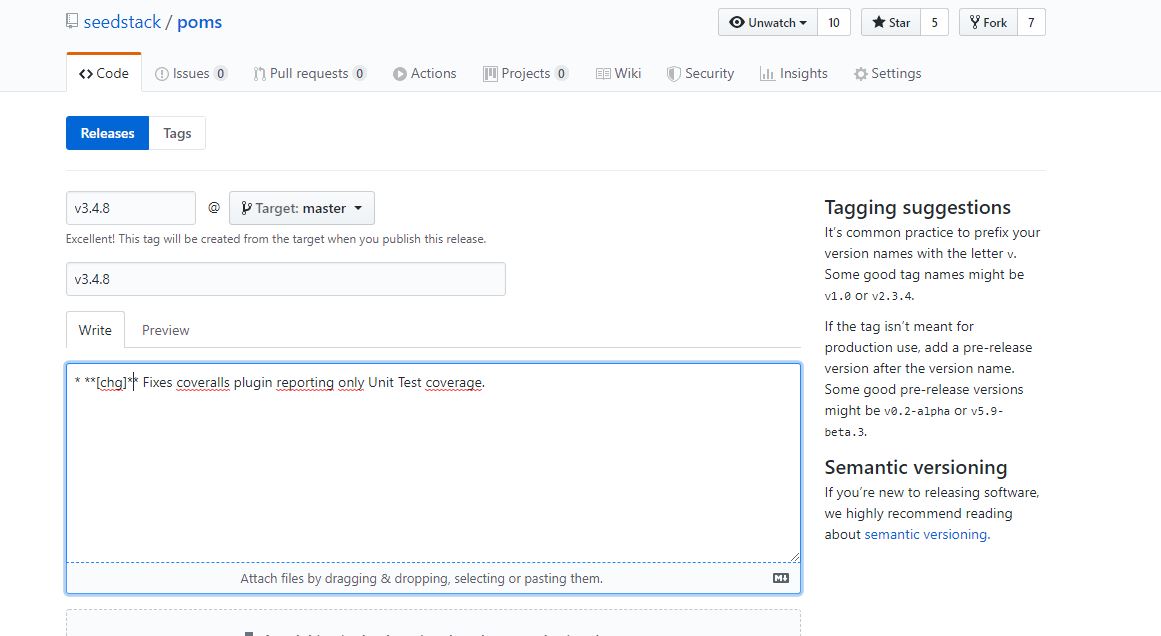 seedstack / poms
Unwatch 10
Star 5
Fork 7
Code
Issues 0
Pull requests 0
Actions
Projects 0
Wiki
Security
Insights
Settings
Releases
Tags
v3.4.8
@
Target: master
Excellent! This tag will be created from the target when you publish this release.
v3.4.8
Write
Preview
* **[chg]** Fixes coveralls plugin reporting only Unit Test coverage.
Attach files by dragging & dropping, selecting or pasting them.
Tagging suggestions
It’s common practice to prefix your
version names with the letter v.
Some good tag names might be
v1.0 or v2.3.4.
If the tag isn’t meant for
production use, add a pre-release
version after the version name.
Some good pre-release versions
might be v0.2-alpha or v5.9-
beta.3.
Semantic versioning
If you’re new to releasing software,
we highly recommend reading
about semantic versioning.